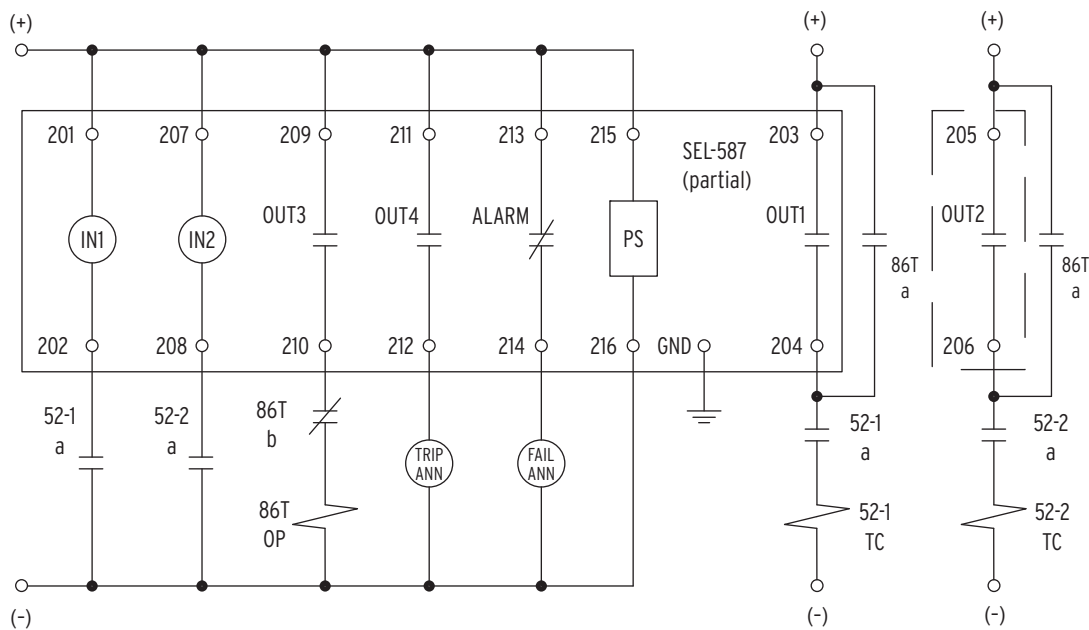 (+)
(+)
(+)
201
207
209
211
213
215
SEL-587
(partial)
203
205
IN1
IN2
OUT3
OUT4
ALARM
PS
OUT1
86T
a
OUT2
86T
a
202
208
210
212
214
216
GND
204
206
52-1
a
52-2
a
86T
b
TRIP
ANN
FAIL
ANN
52-1
a
52-2
a
86T
OP
52-1
TC
52-2
TC
(-)
(-)
(-)